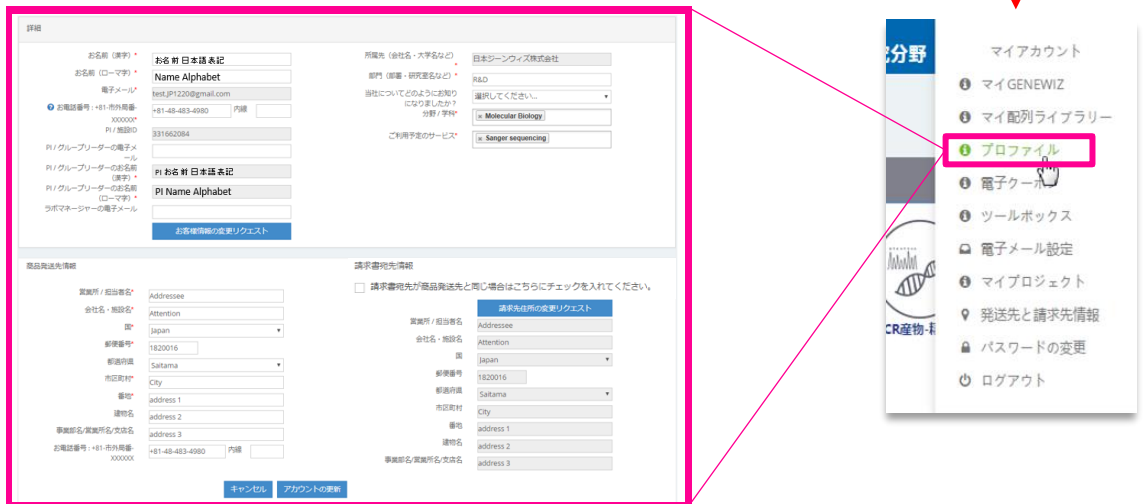 詳細
お名前（漢字）* お名前 日本語表記
お名前（ローマ字）* Name Alphabet
電子メール* test.JP1220@gmail.com
お電話番号：+81-市外局番-XXXXXX* +81-48-483-4980 内線
PI / 施設ID 331662084
PI / グループリーダーの電子メール
PI / グループリーダーのお名前（漢字）* PI お名前 日本語表記
PI / グループリーダーのお名前（ローマ字）* PI Name Alphabet
ラボマネージャーの電子メール
お客様情報の変更リクエスト
所属先（会社名・大学名など）* 日本ジーンウィズ株式会社
部門（部署・研究室名など）* R&D
当社についてどのようにお知りになりましたか？ 選択してください...
分野 / 学科* × Molecular Biology
ご利用予定のサービス* × Sanger sequencing
商品発送先情報
営業所 / 担当者名* Addressee
会社名・施設名* Attention
国* Japan
郵便番号* 1820016
都道府県 Saitama
市区町村* City
番地* address 1
建物名 address 2
事業部名/営業所名/支店名 address 3
お電話番号：+81-市外局番-XXXXXX +81-48-483-4980 内線
請求書宛先情報
請求書宛先が商品発送先と同じ場合はこちらにチェックを入れてください。
請求先住所の変更リクエスト
営業所 / 担当者名 Addressee
会社名・施設名 Attention
国 Japan
郵便番号 1820016
都道府県 Saitama
市区町村 City
番地 address 1
建物名 address 2
事業部名/営業所名/支店名 address 3
キャンセル アカウントの更新
分野
マイアカウント
マイGENEWIZ
マイ配列ライブラリー
プロファイル
電子クーポン
ツールボックス
電子メール設定
マイプロジェクト
発送先と請求先情報
パスワードの変更
ログアウト
CR産物-精